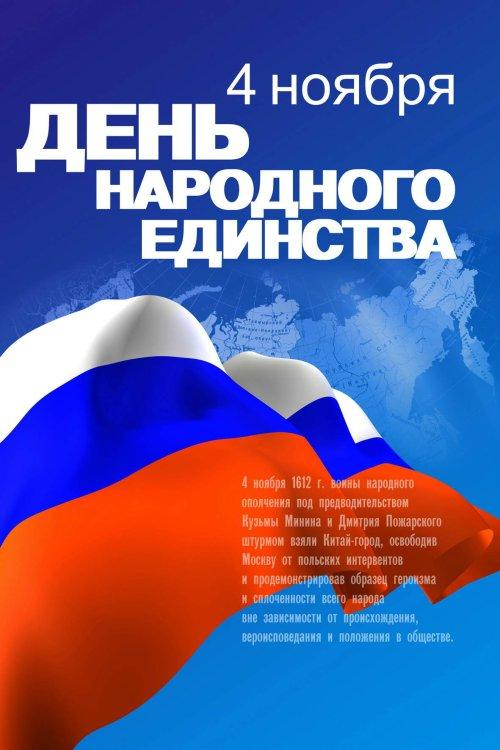 4 ноября
ДЕНЬ
НАРОДНОГО
ЕДИНСТВА
4 ноября 1612 г. воины народного
ополчения под предводительством
Кузьмы Минина и Дмитрия Пожарского
штурмом взяли Китай-город, освободив
Москву от польских интервентов
и продемонстрировав образец героизма
и сплоченности всего народа
вне зависимости от происхождения,
вероисповедания и положения в обществе.